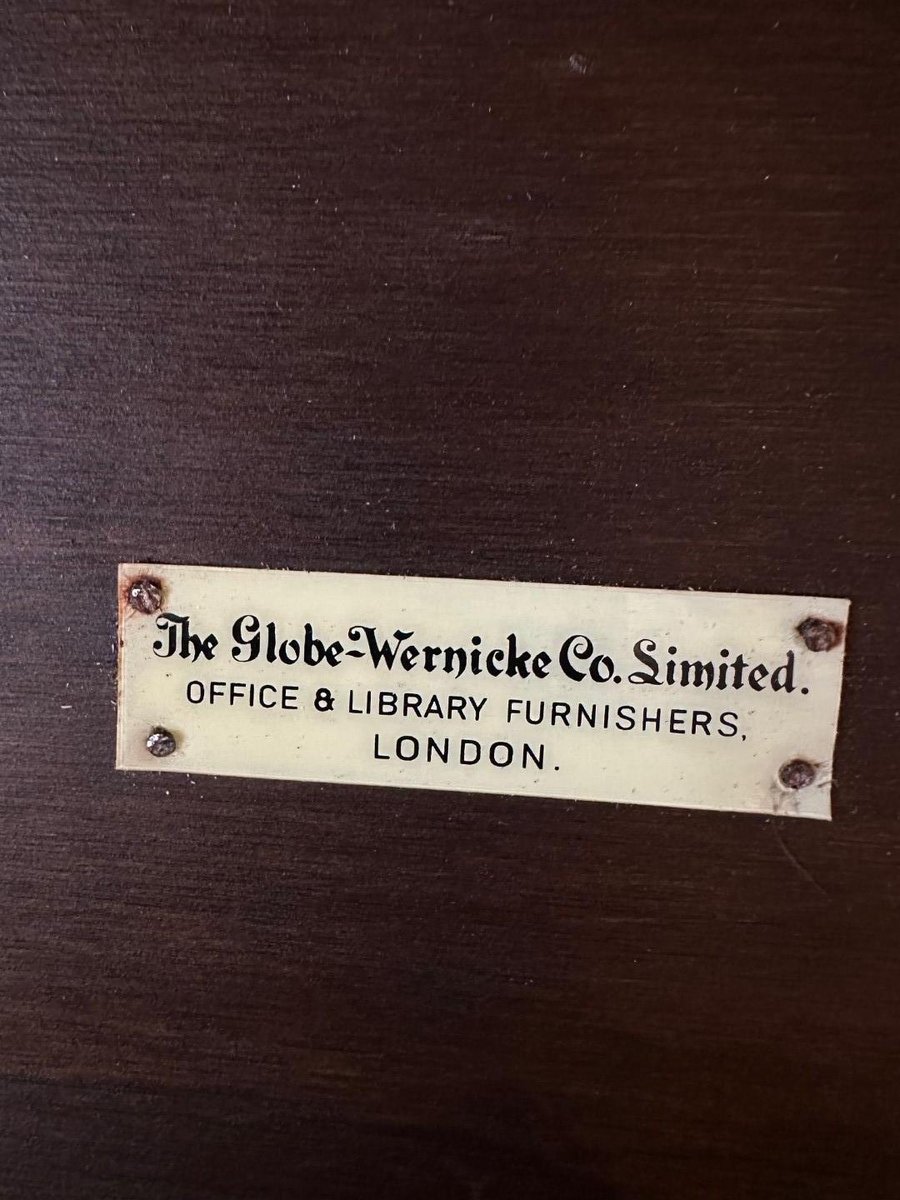 The Globe-Wernicke Co. Limited.
OFFICE & LIBRARY FURNISHERS,
LONDON.